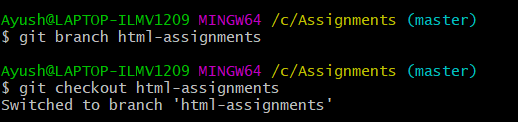 Ayush@LAPTOP-ILMV1209 MINGW64 /c/Assignments (master)
$ git branch html-assignments
Ayush@LAPTOP-ILMV1209 MINGW64 /c/Assignments (master)
$ git checkout html-assignments
Switched to branch 'html-assignments'